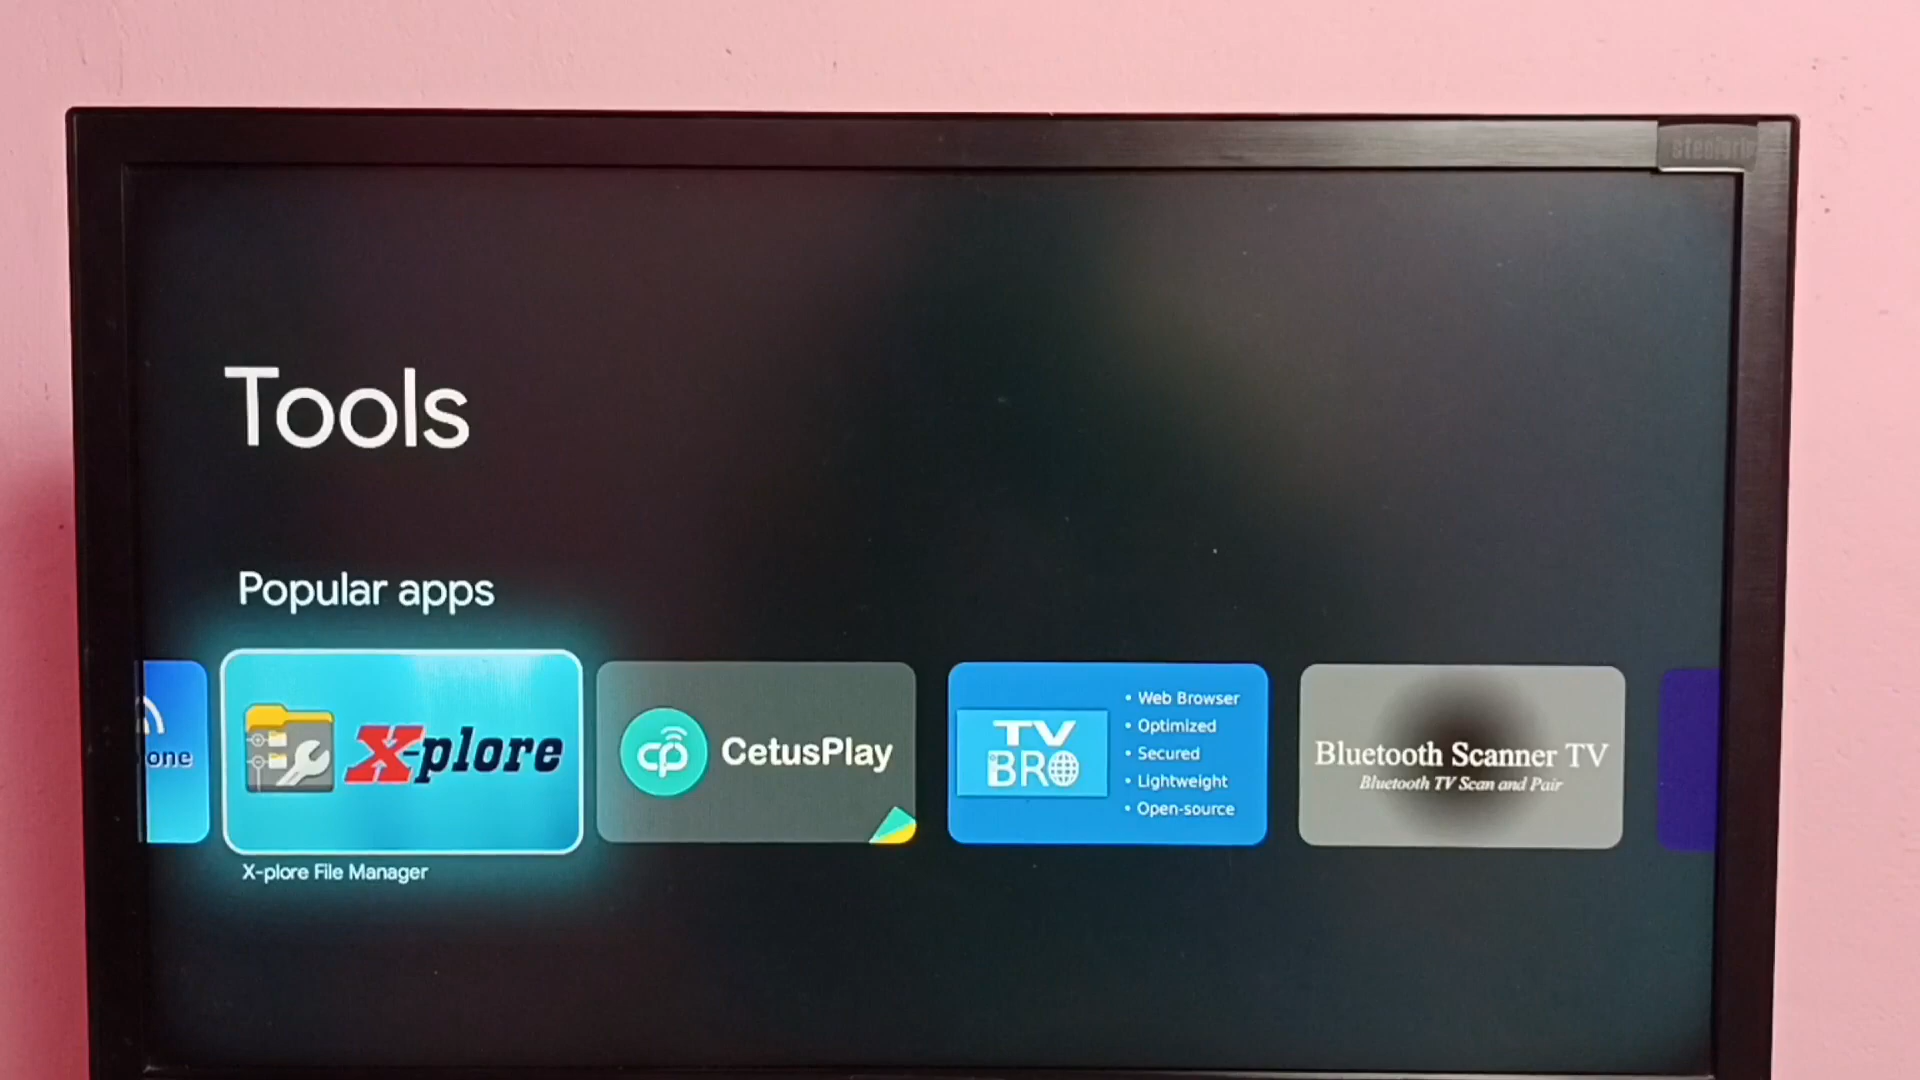 Tools
Popular apps
one
X-plore
CetusPlay
TV
BRO
• Web Browser
• Optimized
• Secured
• Lightweight
• Open-source
Bluetooth Scanner TV
Bluetooth TV Scan and Pair
X-plore File Manager